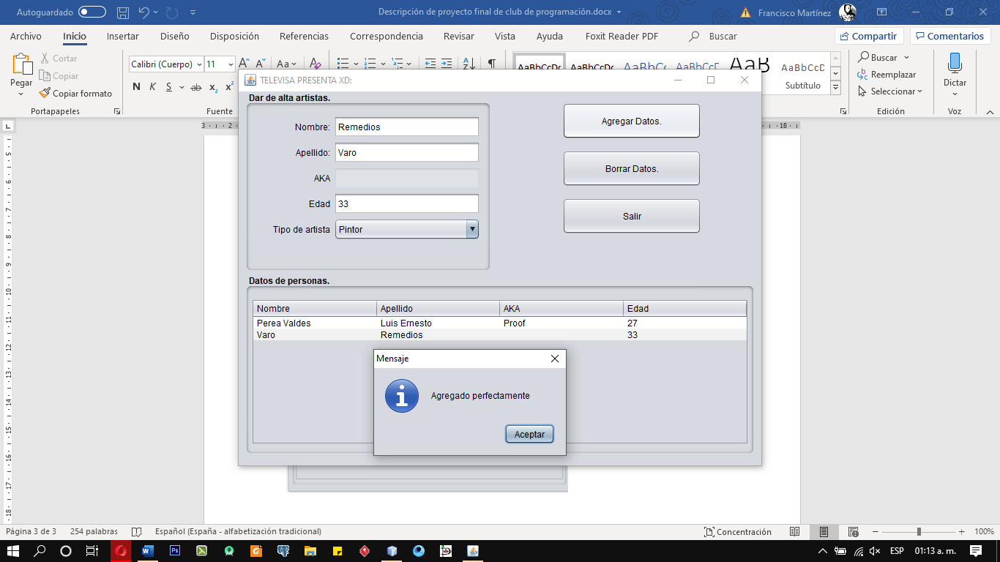 Autoguardado
Descripción de proyecto final de club de programación.docx
Francisco Martínez
Archivo Inicio Insertar Diseño Disposición Referencias Correspondencia Revisar Vista Ayuda Foxit Reader PDF Buscar Compartir Comentarios
Pegar
Cortar
Copiar
Copiar formato
Portapapeles
Calibri (Cuerpo) 11
N K S ab x₂ x²
Fuente
AaBbCcDc AaBbCcDc AaBbC AaBbCcC AaB AaBbCcD
Subtítulo
Buscar
Reemplazar
Seleccionar
Edición
Dictar
Voz
TELEVISA PRESENTA XD:
Dar de alta artistas.
Nombre: Remedios
Apellido: Varo
AKA
Edad 33
Tipo de artista Pintor
Agregar Datos.
Borrar Datos.
Salir
Datos de personas.
Nombre Apellido AKA Edad
Perea Valdes Luis Ernesto Proof 27
Varo Remedios 33
Mensaje
Agregado perfectamente
Aceptar
Página 3 de 3 254 palabras Español (España - alfabetización tradicional) Concentración 100%
ESP 01:13 a. m.